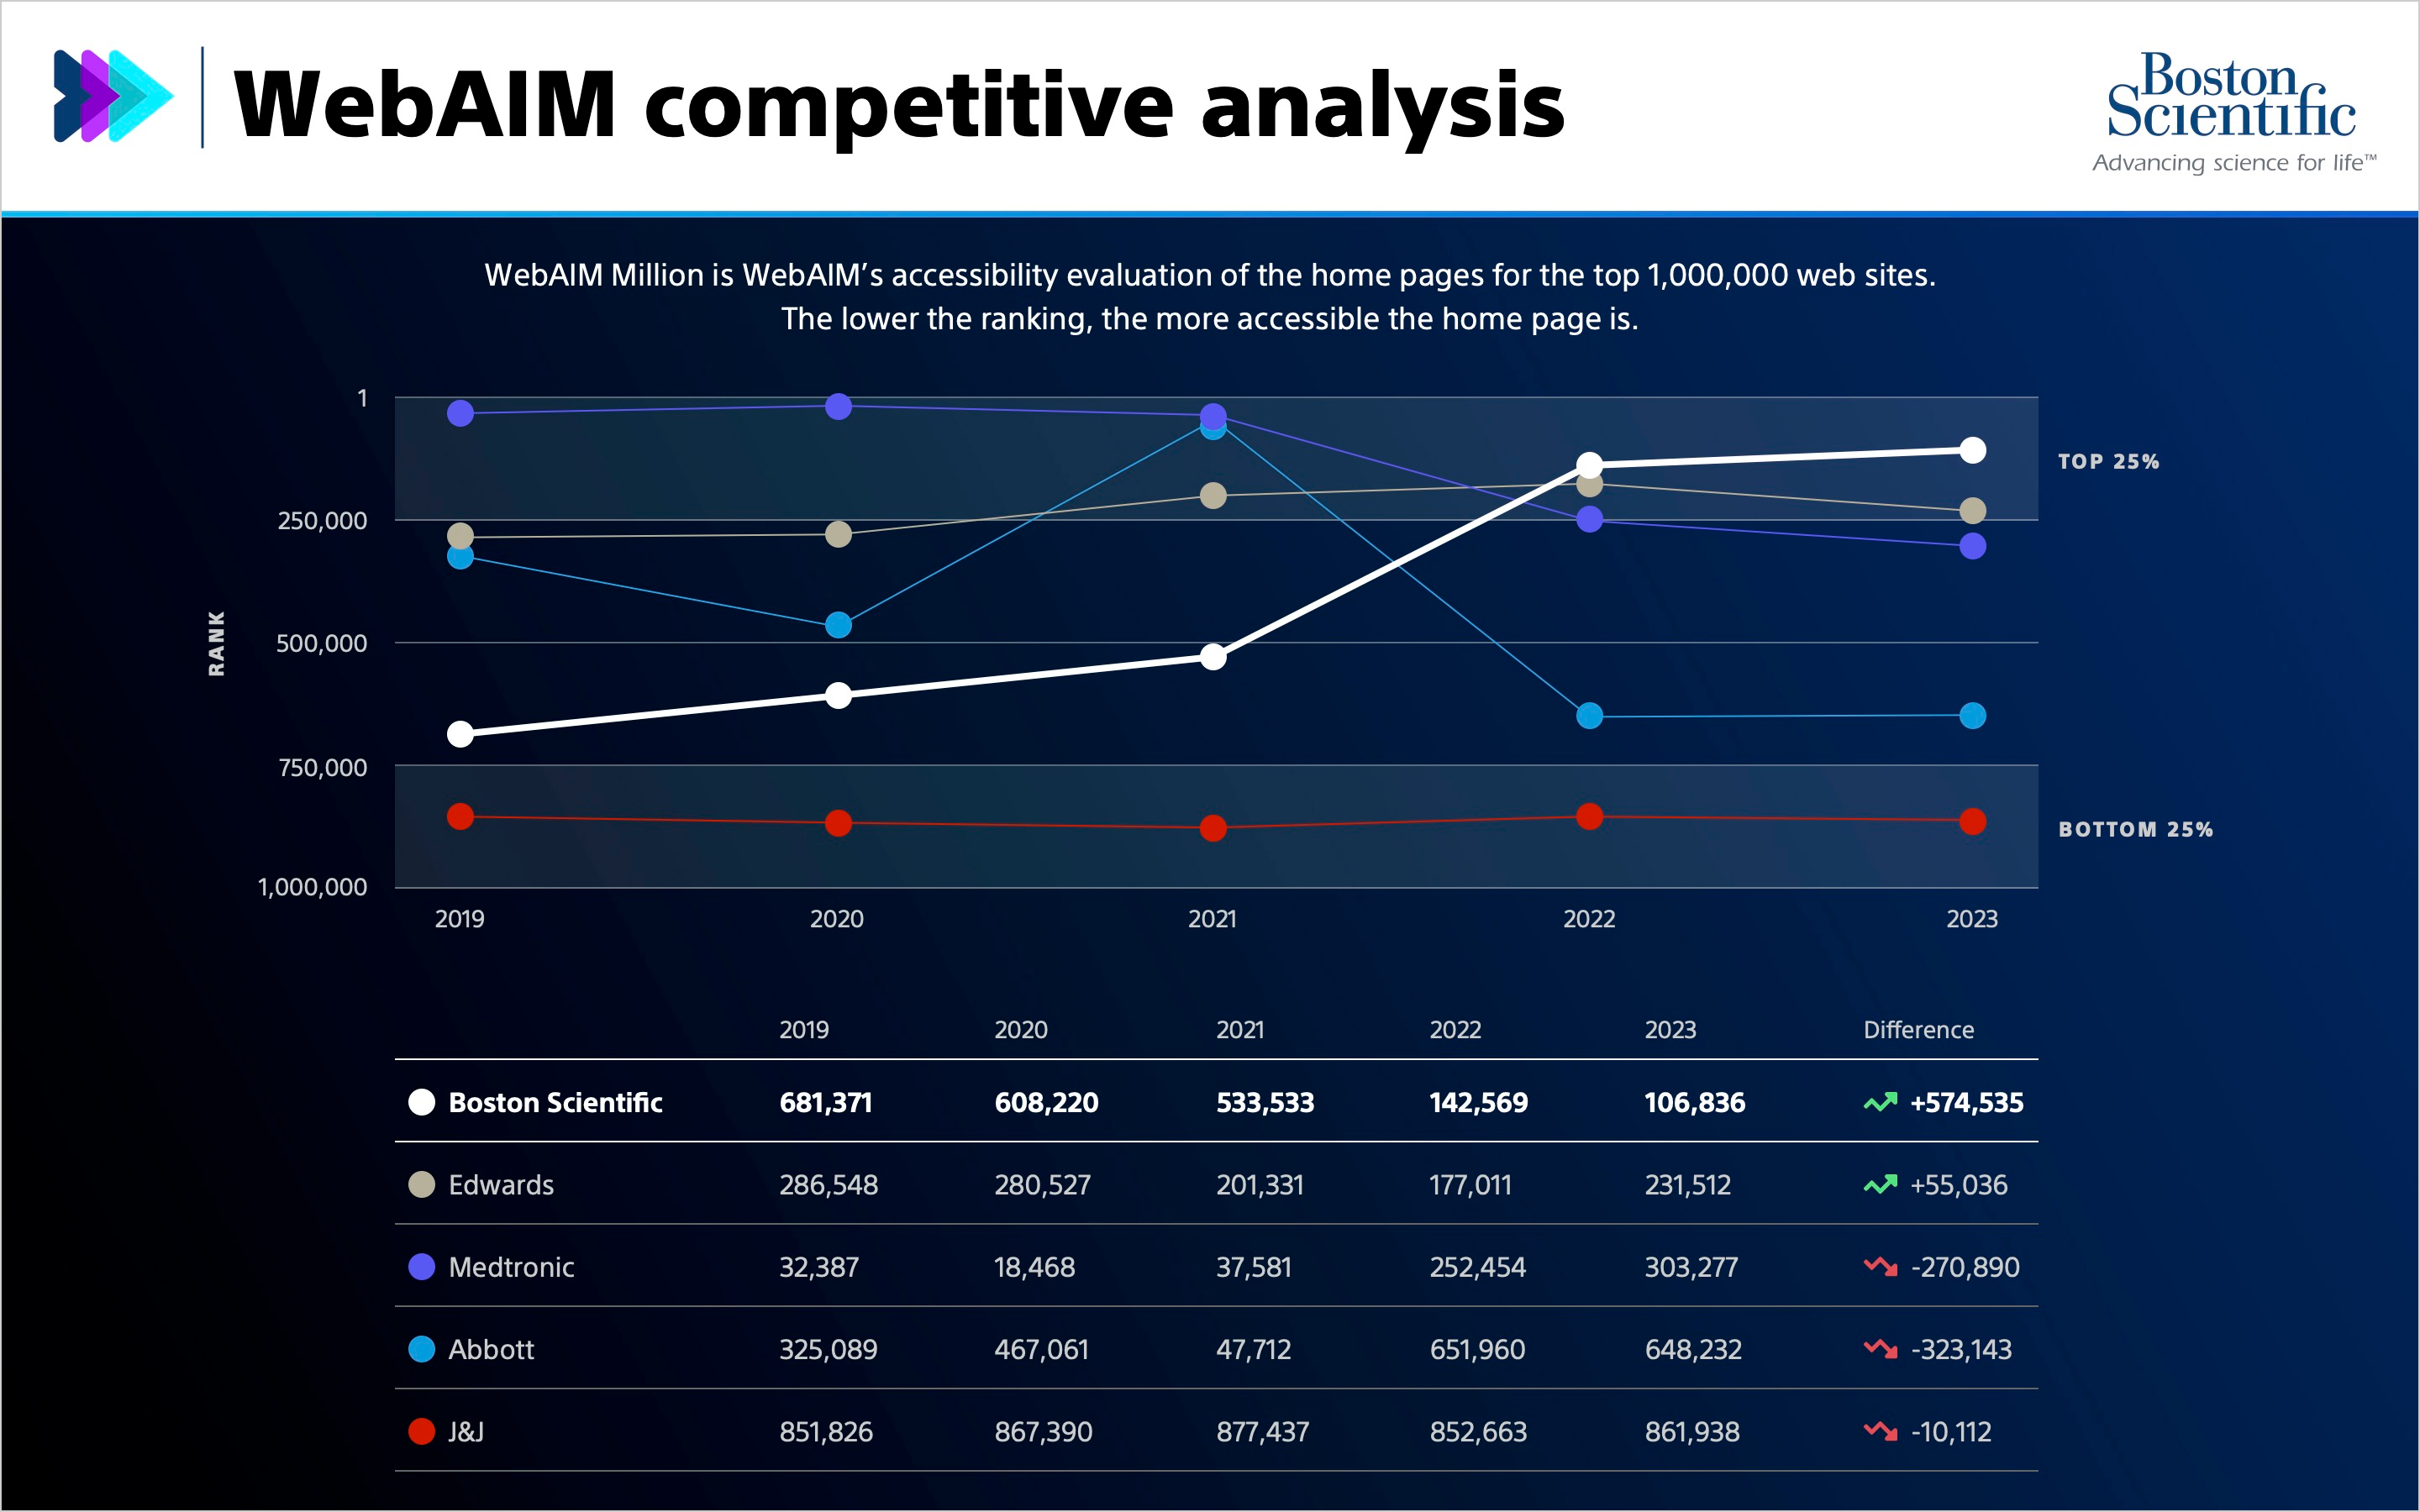 WebAIM competitive analysis
Boston
Scientific
Advancing science for life™
WebAIM Million is WebAIM’s accessibility evaluation of the home pages for the top 1,000,000 web sites.
The lower the ranking, the more accessible the home page is.
RANK
1
250,000
500,000
750,000
1,000,000
TOP 25%
BOTTOM 25%
2019 2020 2021 2022 2023
2019 2020 2021 2022 2023 Difference
Boston Scientific 681,371 608,220 533,533 142,569 106,836 +574,535
Edwards 286,548 280,527 201,331 177,011 231,512 +55,036
Medtronic 32,387 18,468 37,581 252,454 303,277 -270,890
Abbott 325,089 467,061 47,712 651,960 648,232 -323,143
J&J 851,826 867,390 877,437 852,663 861,938 -10,112